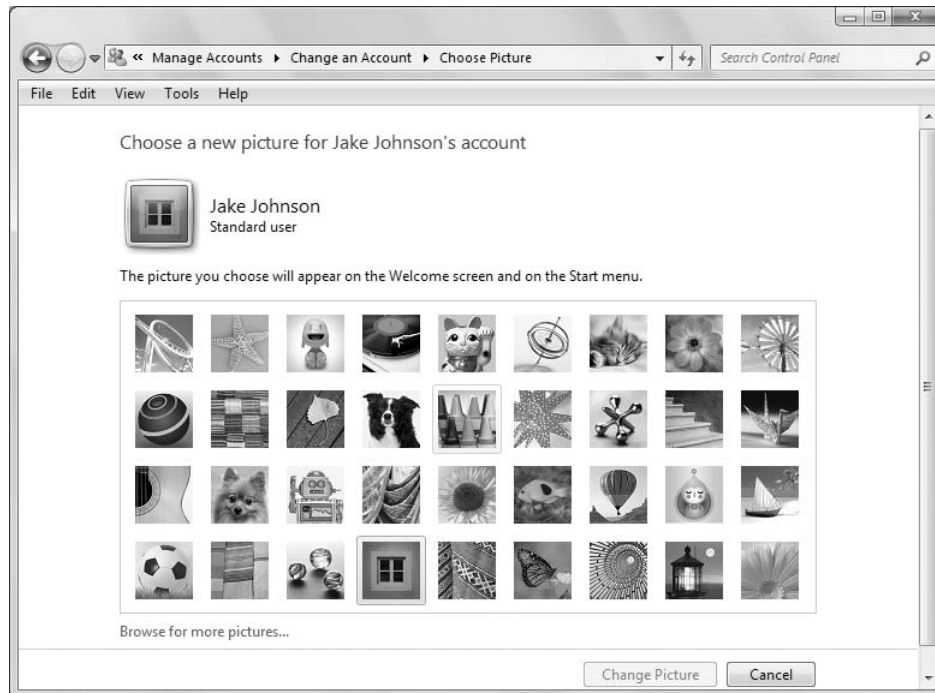 « Manage Accounts ▸ Change an Account ▸ Choose Picture
Search Control Panel
File Edit View Tools Help
Choose a new picture for Jake Johnson's account
Jake Johnson
Standard user
The picture you choose will appear on the Welcome screen and on the Start menu.
Browse for more pictures...
Change Picture Cancel